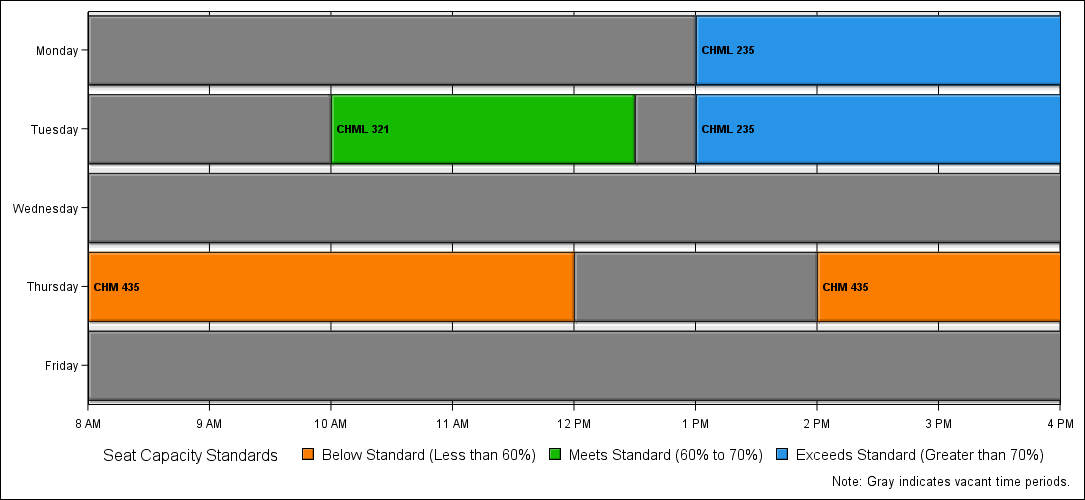 Monday
CHML 235
Tuesday
CHML 321
CHML 235
Wednesday
Thursday
CHM 435
CHM 435
Friday
8 AM 9 AM 10 AM 11 AM 12 PM 1 PM 2 PM 3 PM 4 PM
Seat Capacity Standards Below Standard (Less than 60%) Meets Standard (60% to 70%) Exceeds Standard (Greater than 70%)
Note: Gray indicates vacant time periods.